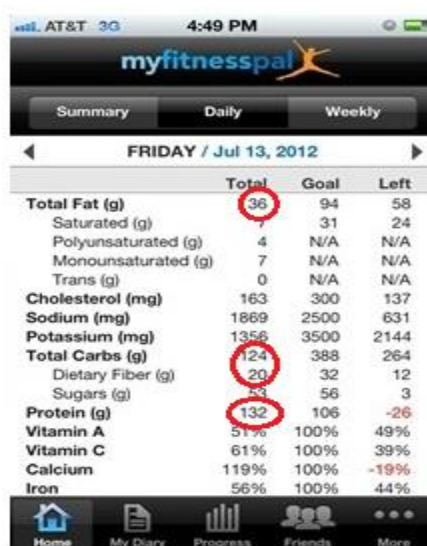 AT&T 3G 4:49 PM
myfitnesspal
Summary Daily Weekly
FRIDAY / Jul 13, 2012
Total Goal Left
Total Fat (g) 36 94 58
Saturated (g) 7 31 24
Polyunsaturated (g) 4 N/A N/A
Monounsaturated (g) 7 N/A N/A
Trans (g) 0 N/A N/A
Cholesterol (mg) 163 300 137
Sodium (mg) 1869 2500 631
Potassium (mg) 1356 3500 2144
Total Carbs (g) 124 388 264
Dietary Fiber (g) 20 32 12
Sugars (g) 53 56 3
Protein (g) 132 106 -26
Vitamin A 51% 100% 49%
Vitamin C 61% 100% 39%
Calcium 119% 100% -19%
Iron 56% 100% 44%
Home My Diary Progress Friends More